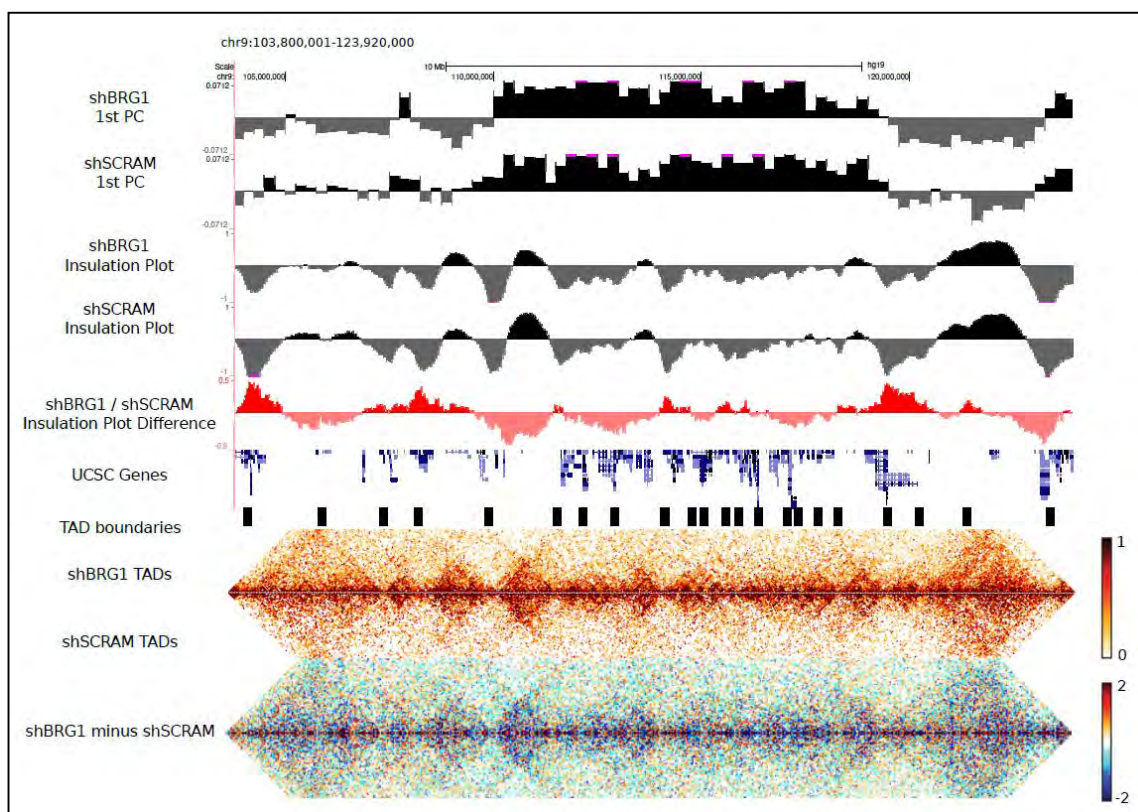 chr9:103,800,001-123,920,000
Scale
10 Mb
hg19
chr9:
105,000,000
110,000,000
115,000,000
120,000,000
0.0712
shBRG1
1st PC
-0.0712
0.0712
shSCRAM
1st PC
-0.0712
1
shBRG1
Insulation Plot
-1
1
shSCRAM
Insulation Plot
-1
0.5
shBRG1 / shSCRAM
Insulation Plot Difference
-0.5
UCSC Genes
TAD boundaries
1
shBRG1 TADs
shSCRAM TADs
0
2
shBRG1 minus shSCRAM
-2